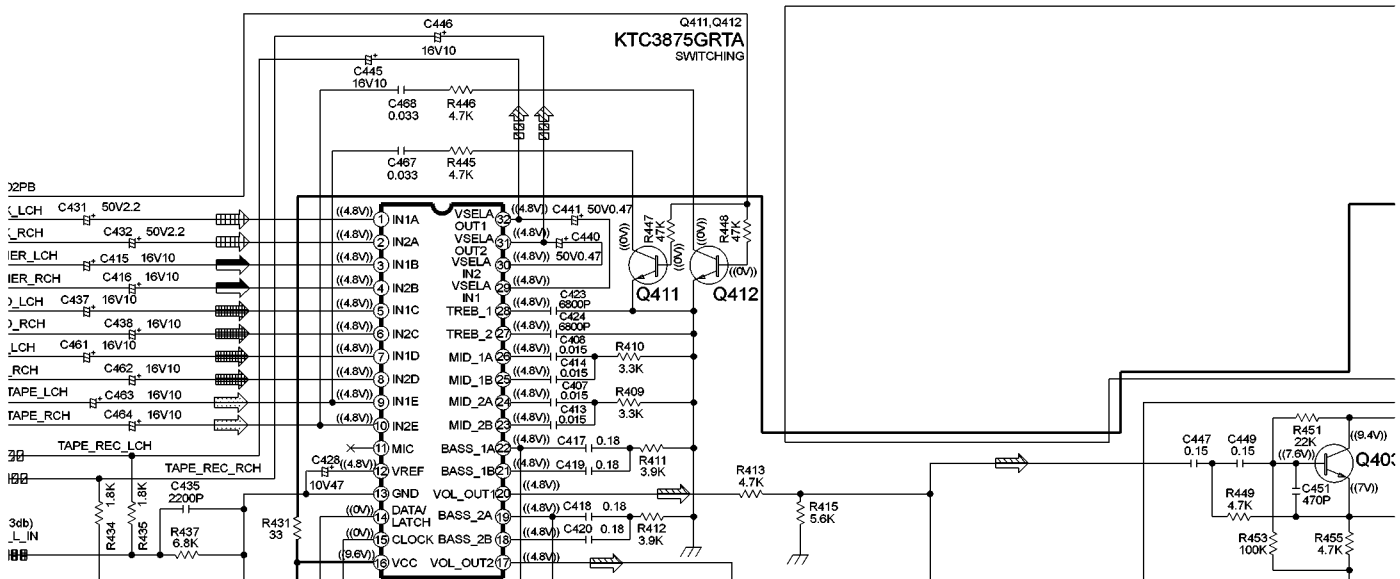 C446
16V10
Q411,Q412
KTC3875GRTA
SWITCHING
C445
16V10
C468
0.033
R446
4.7K
C467
0.033
R445
4.7K
02PB
_LCH
C431
50V2.2
_RCH
C432
50V2.2
IER_LCH
C415
16V10
IER_RCH
C416
16V10
_LCH
C437
16V10
_RCH
C438
16V10
_LCH
C461
16V10
_RCH
C462
16V10
TAPE_LCH
C463
16V10
TAPE_RCH
C464
16V10
TAPE_REC_LCH
TAPE_REC_RCH
3db)
L_IN
R434
1.8K
R435
1.8K
C435
2200P
R437
6.8K
R431
33
C428
10V47
((4.8V)) 1 IN1A
((4.8V)) 2 IN2A
((4.8V)) 3 IN1B
((4.8V)) 4 IN2B
((4.8V)) 5 IN1C
((4.8V)) 6 IN2C
((4.8V)) 7 IN1D
((4.8V)) 8 IN2D
((4.8V)) 9 IN1E
((4.8V)) 10 IN2E
11 MIC
((4.8V)) 12 VREF
13 GND
((0V)) 14 DATA/
LATCH
((0V)) 15 CLOCK
((9.6V)) 16 VCC
VSELA
OUT1 32 ((4.8V))
VSELA
OUT2 31 ((4.8V))
VSELA
IN2 30 ((4.8V))
VSELA
IN1 29 ((4.8V))
TREB_1 28 ((4.8V))
TREB_2 27 ((4.8V))
MID_1A 26 ((4.8V))
MID_1B 25 ((4.8V))
MID_2A 24 ((4.8V))
MID_2B 23 ((4.8V))
BASS_1A 22 ((4.8V))
BASS_1B 21 ((4.8V))
VOL_OUT1 20 ((4.8V))
BASS_2A 19 ((4.8V))
BASS_2B 18 ((4.8V))
VOL_OUT2 17 ((4.8V))
C441
50V0.47
C440
50V0.47
C423
6800P
C424
6800P
C408
0.015
C414
0.015
C407
0.015
C413
0.015
R410
3.3K
R409
3.3K
C417
0.18
C419
0.18
R411
3.9K
C418
0.18
C420
0.18
R412
3.9K
((0V))
R447
47K
((0V))
Q411
((0V))
R448
47K
((0V))
Q412
R413
4.7K
R415
5.6K
C447
0.15
C449
0.15
R451
22K
((9.4V))
((7.6V))
Q403
C451
470P
((7V))
R449
4.7K
R453
100K
R455
4.7K